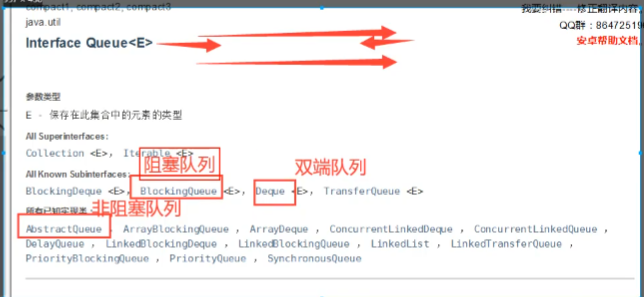 compact1, compact2, compact3
我要纠错----修正翻译内容
java.util
QQ群：8647251
Interface Queue<E>
安卓帮助文档
参数类型
E - 保存在此集合中的元素的类型
All Superinterfaces:
Collection <E>， Iterable <E>
阻塞队列
双端队列
All Known Subinterfaces:
BlockingDeque <E>， BlockingQueue <E>， Deque <E>， TransferQueue <E>
所有已知实现类：
非阻塞队列
AbstractQueue ， ArrayBlockingQueue ， ArrayDeque ， ConcurrentLinkedDeque ， ConcurrentLinkedQueue ，
DelayQueue ， LinkedBlockingDeque ， LinkedBlockingQueue ， LinkedList ， LinkedTransferQueue ，
PriorityBlockingQueue ， PriorityQueue ， SynchronousQueue